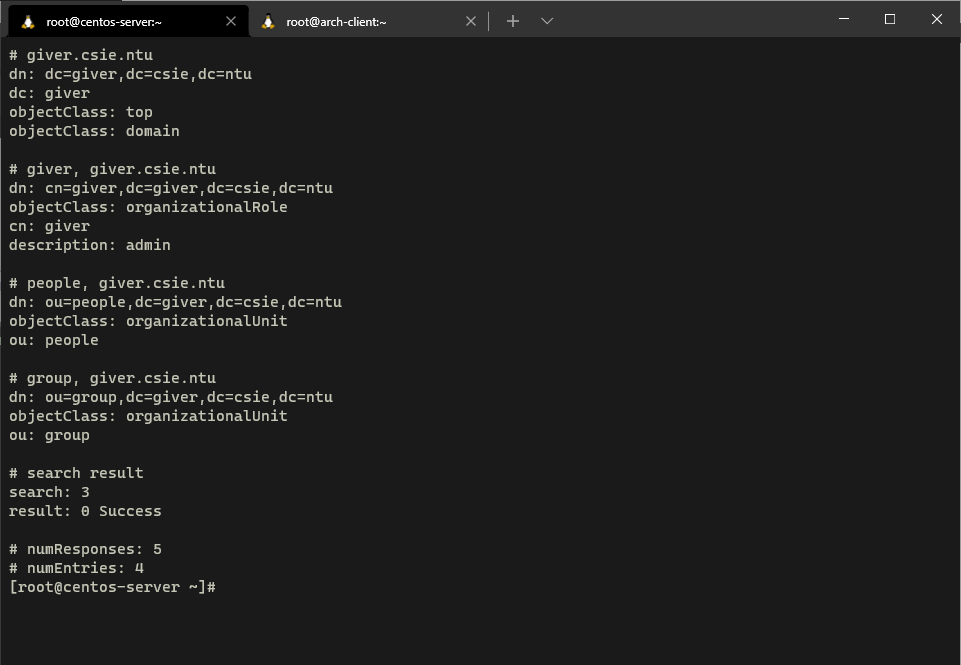 root@centos-server:~
root@arch-client:~
# giver.csie.ntu
dn: dc=giver,dc=csie,dc=ntu
dc: giver
objectClass: top
objectClass: domain
# giver, giver.csie.ntu
dn: cn=giver,dc=giver,dc=csie,dc=ntu
objectClass: organizationalRole
cn: giver
description: admin
# people, giver.csie.ntu
dn: ou=people,dc=giver,dc=csie,dc=ntu
objectClass: organizationalUnit
ou: people
# group, giver.csie.ntu
dn: ou=group,dc=giver,dc=csie,dc=ntu
objectClass: organizationalUnit
ou: group
# search result
search: 3
result: 0 Success
# numResponses: 5
# numEntries: 4
[root@centos-server ~]#